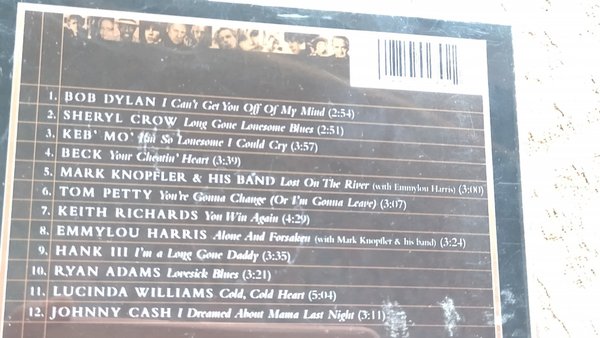 1. BOB DYLAN I Can't Get You Off Of My Mind (2:54)
2. SHERYL CROW Long Gone Lonesome Blues (2:51)
3. KEB' MO' I'm So Lonesome I Could Cry (3:57)
4. BECK Your Cheatin' Heart (3:39)
5. MARK KNOPFLER & HIS BAND Lost On The River (with Emmylou Harris) (3:00)
6. TOM PETTY You're Gonna Change (Or I'm Gonna Leave) (3:07)
7. KEITH RICHARDS You Win Again (4:29)
8. EMMYLOU HARRIS Alone And Forsaken (with Mark Knopfler & his band) (3:24)
9. HANK III I'm a Long Gone Daddy (3:35)
10. RYAN ADAMS Lovesick Blues (3:21)
11. LUCINDA WILLIAMS Cold, Cold Heart (5:04)
12. JOHNNY CASH I Dreamed About Mama Last Night (3:11)